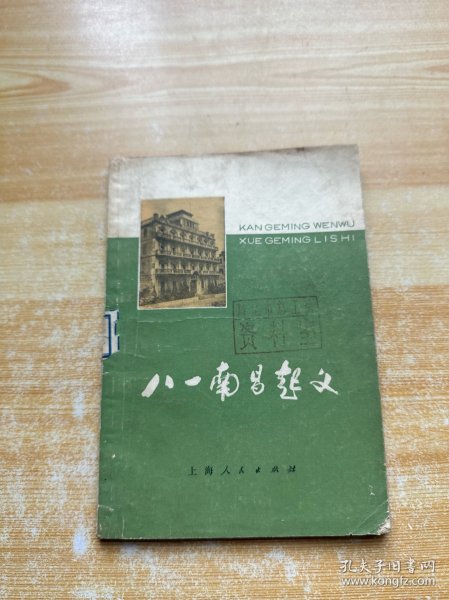 KAN GEMING WENWU
XUE GEMING LISHI
八一南昌起义
上海人民出版社
孔夫子旧书网
www.kongfz.com